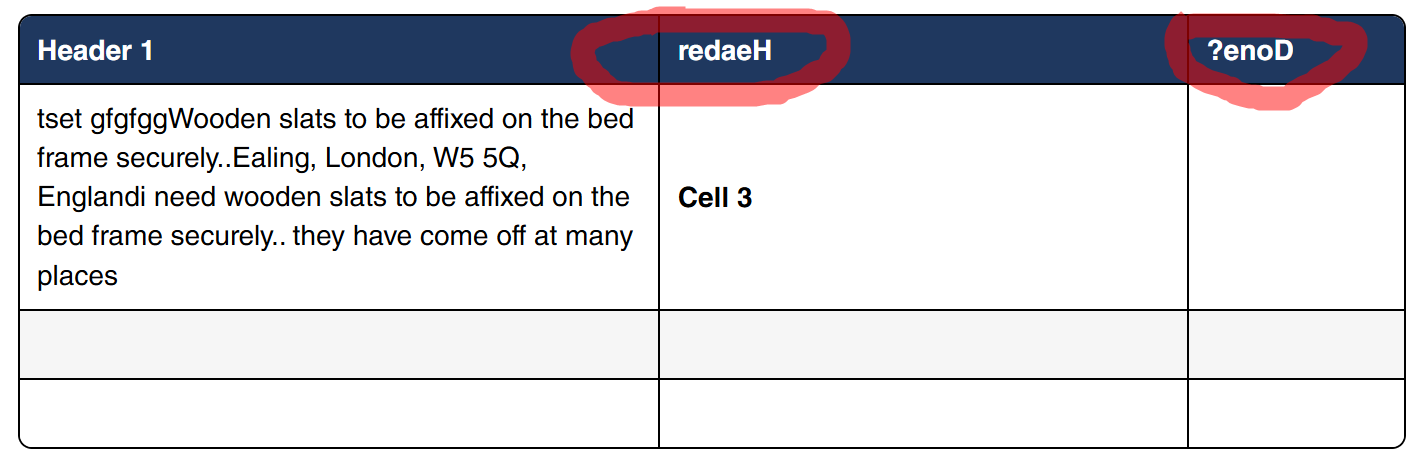 Header 1
redaeH
?enoD
tset gfgfggWooden slats to be affixed on the bed
frame securely..Ealing, London, W5 5Q,
Englandi need wooden slats to be affixed on the
bed frame securely.. they have come off at many
places
Cell 3